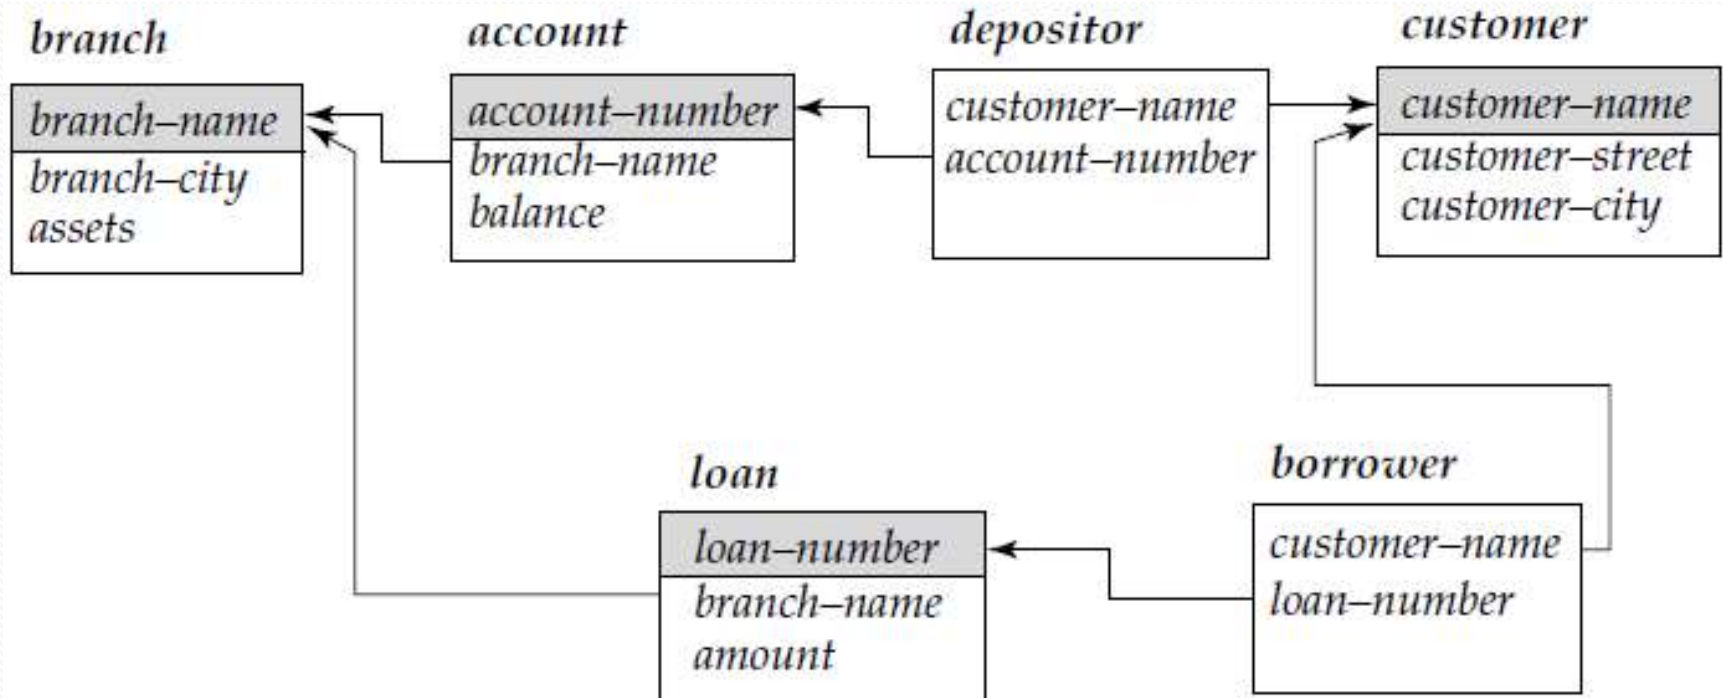 branch
branch–name
branch–city
assets
account
account–number
branch–name
balance
depositor
customer–name
account–number
customer
customer–name
customer–street
customer–city
loan
loan–number
branch–name
amount
borrower
customer–name
loan–number